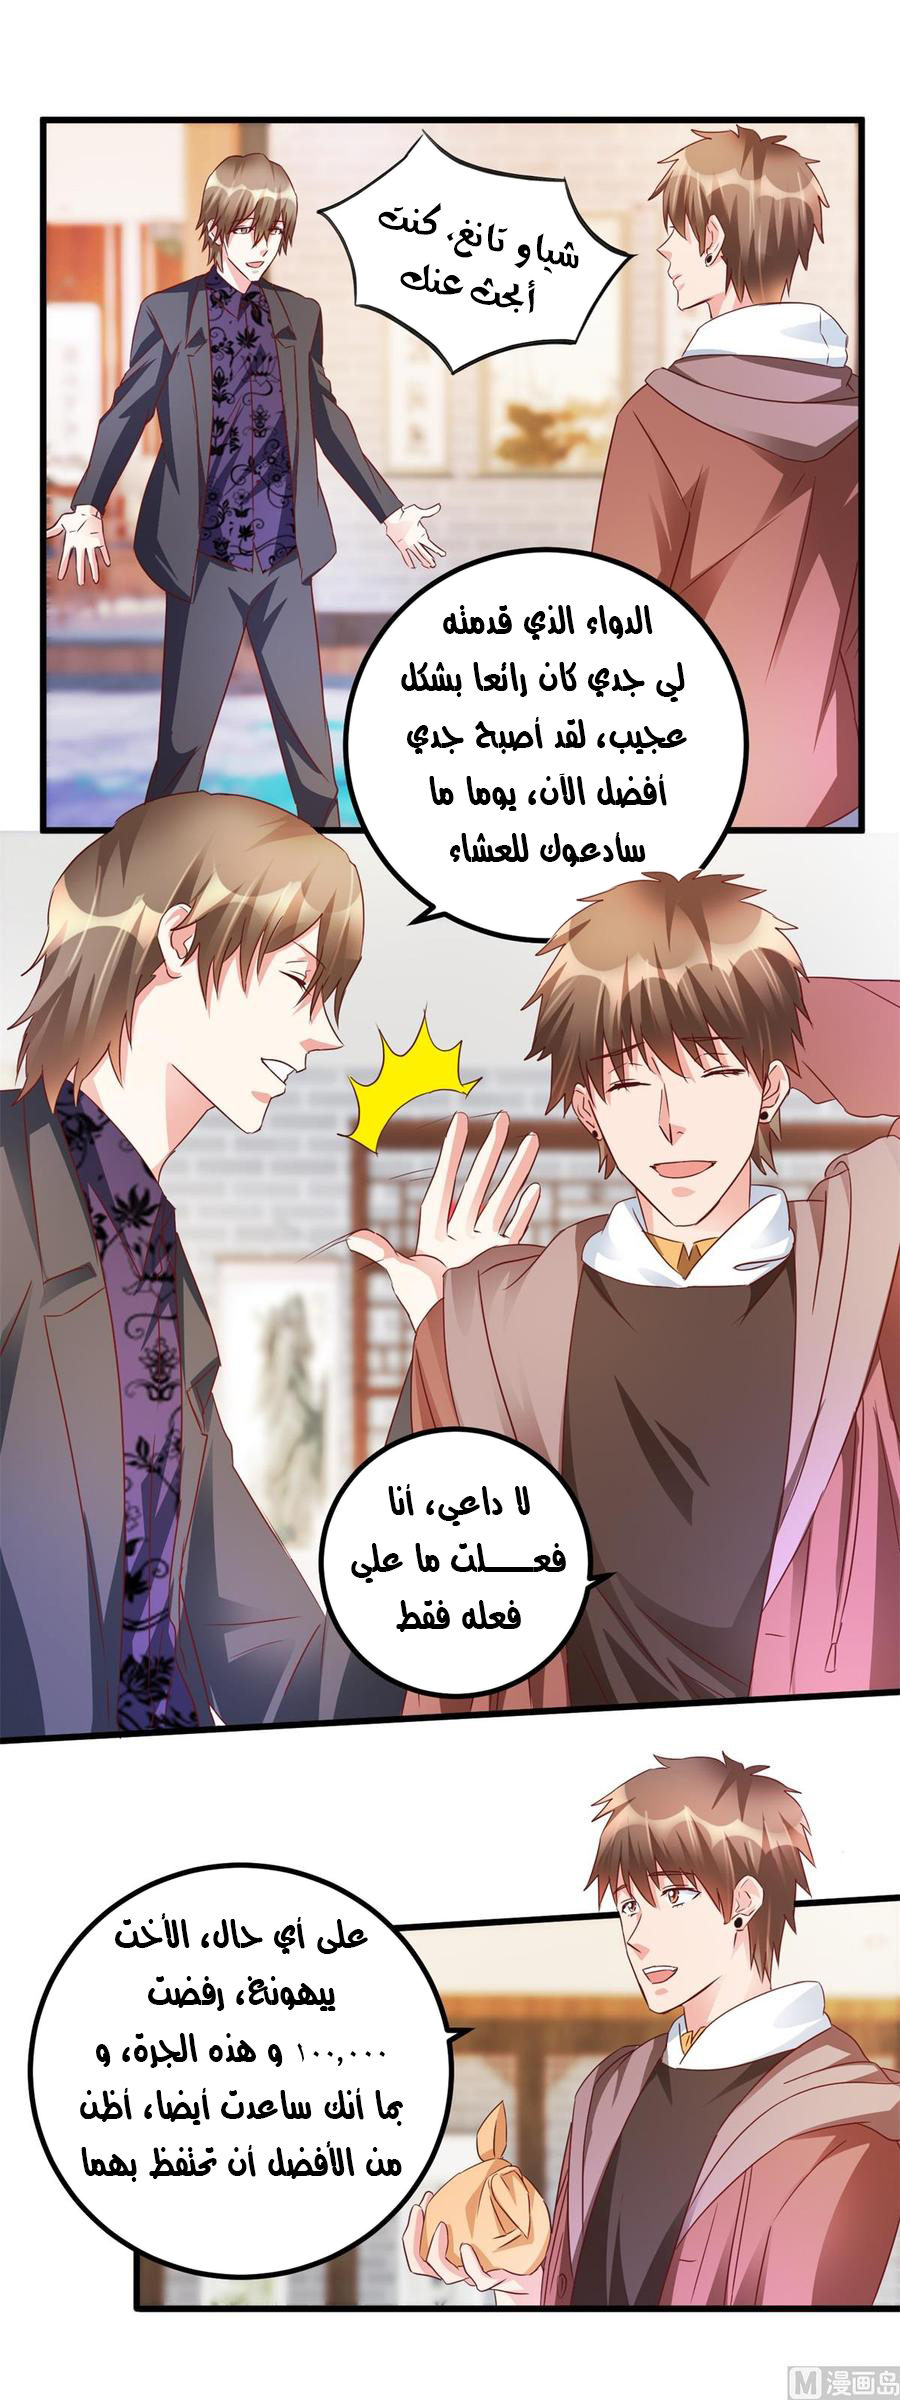 شياو تانغ، كنت
أبحث عنك
الدواء الذي قدمته
لي جدي كان رائعا بشكل
عجيب، لقد أصبح جدي
أفضل الآن، يوما ما
سأدعوك للعشاء
لا داعي، أنا
فعـــلت ما علي
فعله فقط
على أي حال، الأخت
ييهونغ، رفضت
١٠٠,٠٠٠ و هذه الجرة، و
بما أنك ساعدت أيضا، أظن
من الأفضل أن تحتفظ بهما
M 漫画岛